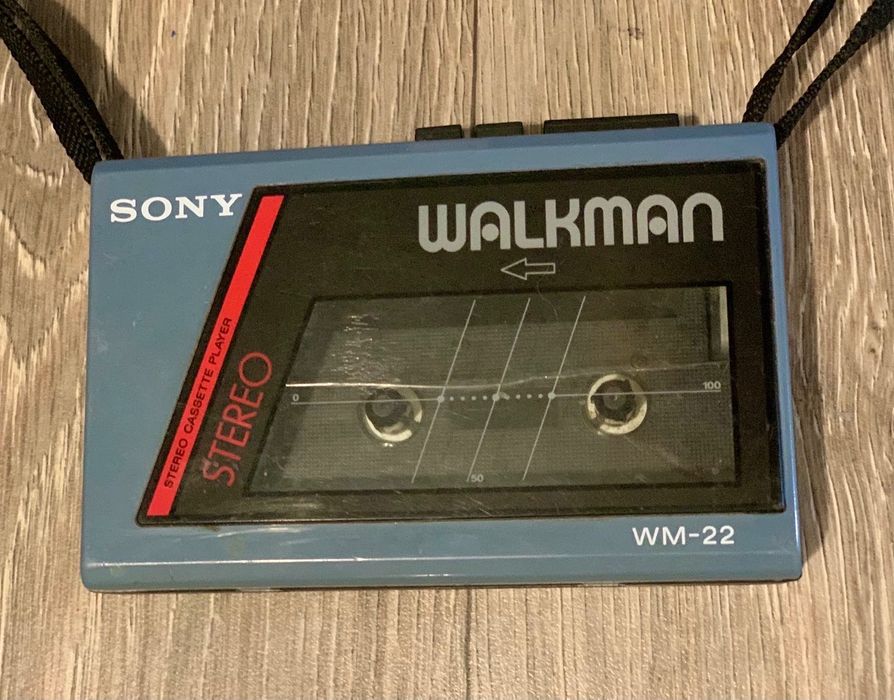 SONY
WALKMAN
STEREO CASSETTE PLAYER
STEREO
0
100
50
WM-22